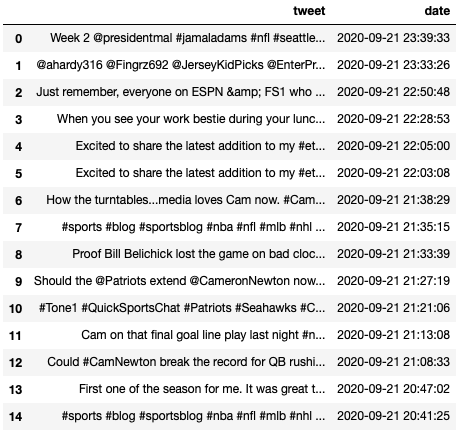 tweet date
0 Week 2 @presidentmal #jamaladams #nfl #seattle... 2020-09-21 23:39:33
1 @ahardy316 @Fingrz692 @JerseyKidPicks @EnterPr... 2020-09-21 23:33:26
2 Just remember, everyone on ESPN &amp; FS1 who ... 2020-09-21 22:50:48
3 When you see your work bestie during your lunc... 2020-09-21 22:28:53
4 Excited to share the latest addition to my #et... 2020-09-21 22:05:00
5 Excited to share the latest addition to my #et... 2020-09-21 22:03:08
6 How the turntables...media loves Cam now. #Cam... 2020-09-21 21:38:29
7 #sports #blog #sportsblog #nba #nfl #mlb #nhl ... 2020-09-21 21:35:15
8 Proof Bill Belichick lost the game on bad cloc... 2020-09-21 21:33:39
9 Should the @Patriots extend @CameronNewton now... 2020-09-21 21:27:19
10 #Tone1 #QuickSportsChat #Patriots #Seahawks #C... 2020-09-21 21:21:06
11 Cam on that final goal line play last night #n... 2020-09-21 21:13:08
12 Could #CamNewton break the record for QB rushi... 2020-09-21 21:08:33
13 First one of the season for me. It was great t... 2020-09-21 20:47:02
14 #sports #blog #sportsblog #nba #nfl #mlb #nhl ... 2020-09-21 20:41:25